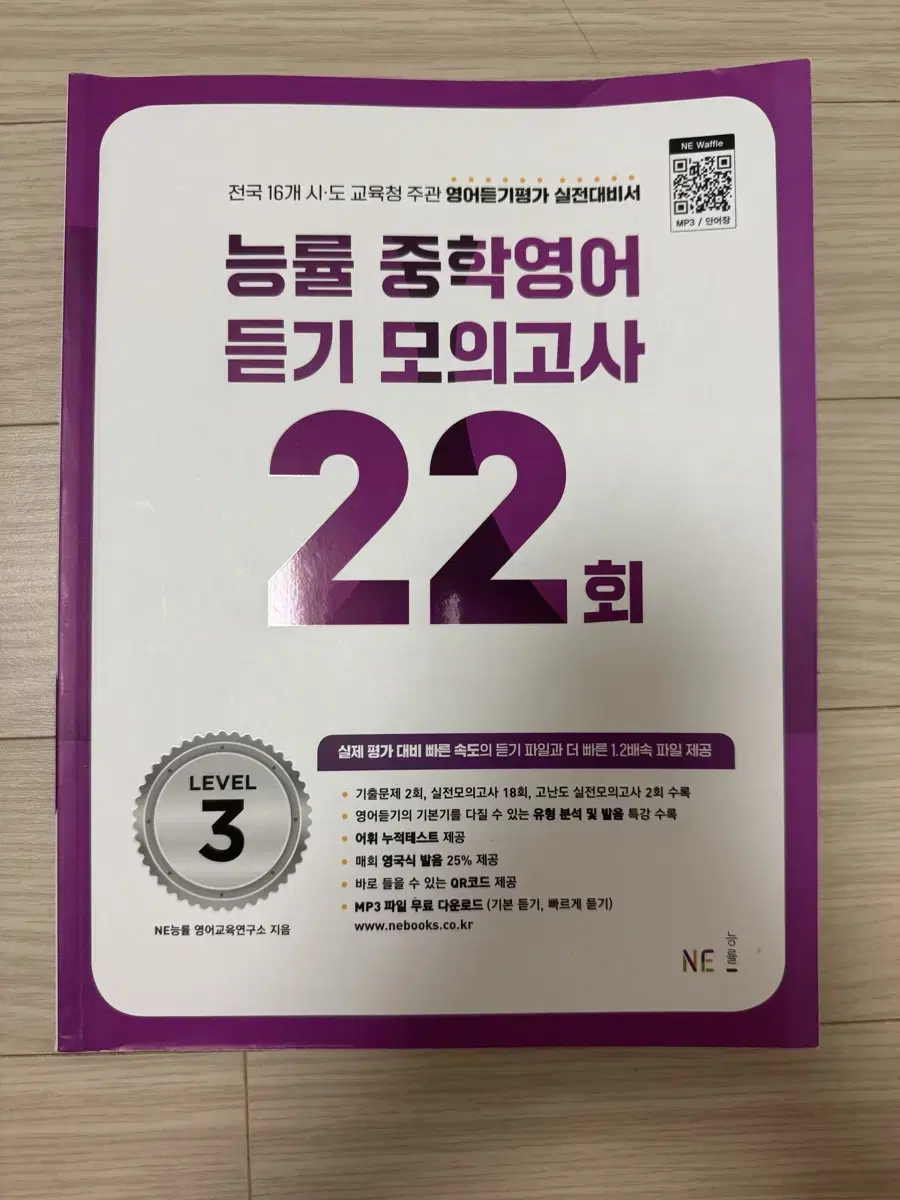 NE Waffle
MP3 / 단어장
전국 16개 시·도 교육청 주관 영어듣기평가 실전대비서
능률 중학영어
듣기 모의고사
22회
실제 평가 대비 빠른 속도의 듣기 파일과 더 빠른 1.2배속 파일 제공
LEVEL
3
NE능률 영어교육연구소 지음
• 기출문제 2회, 실전모의고사 18회, 고난도 실전모의고사 2회 수록
• 영어듣기의 기본기를 다질 수 있는 유형 분석 및 발음 특강 수록
• 어휘 누적테스트 제공
• 매회 영국식 발음 25% 제공
• 바로 들을 수 있는 QR코드 제공
• MP3 파일 무료 다운로드 (기본 듣기, 빠르게 듣기)
www.nebooks.co.kr
NE 능률